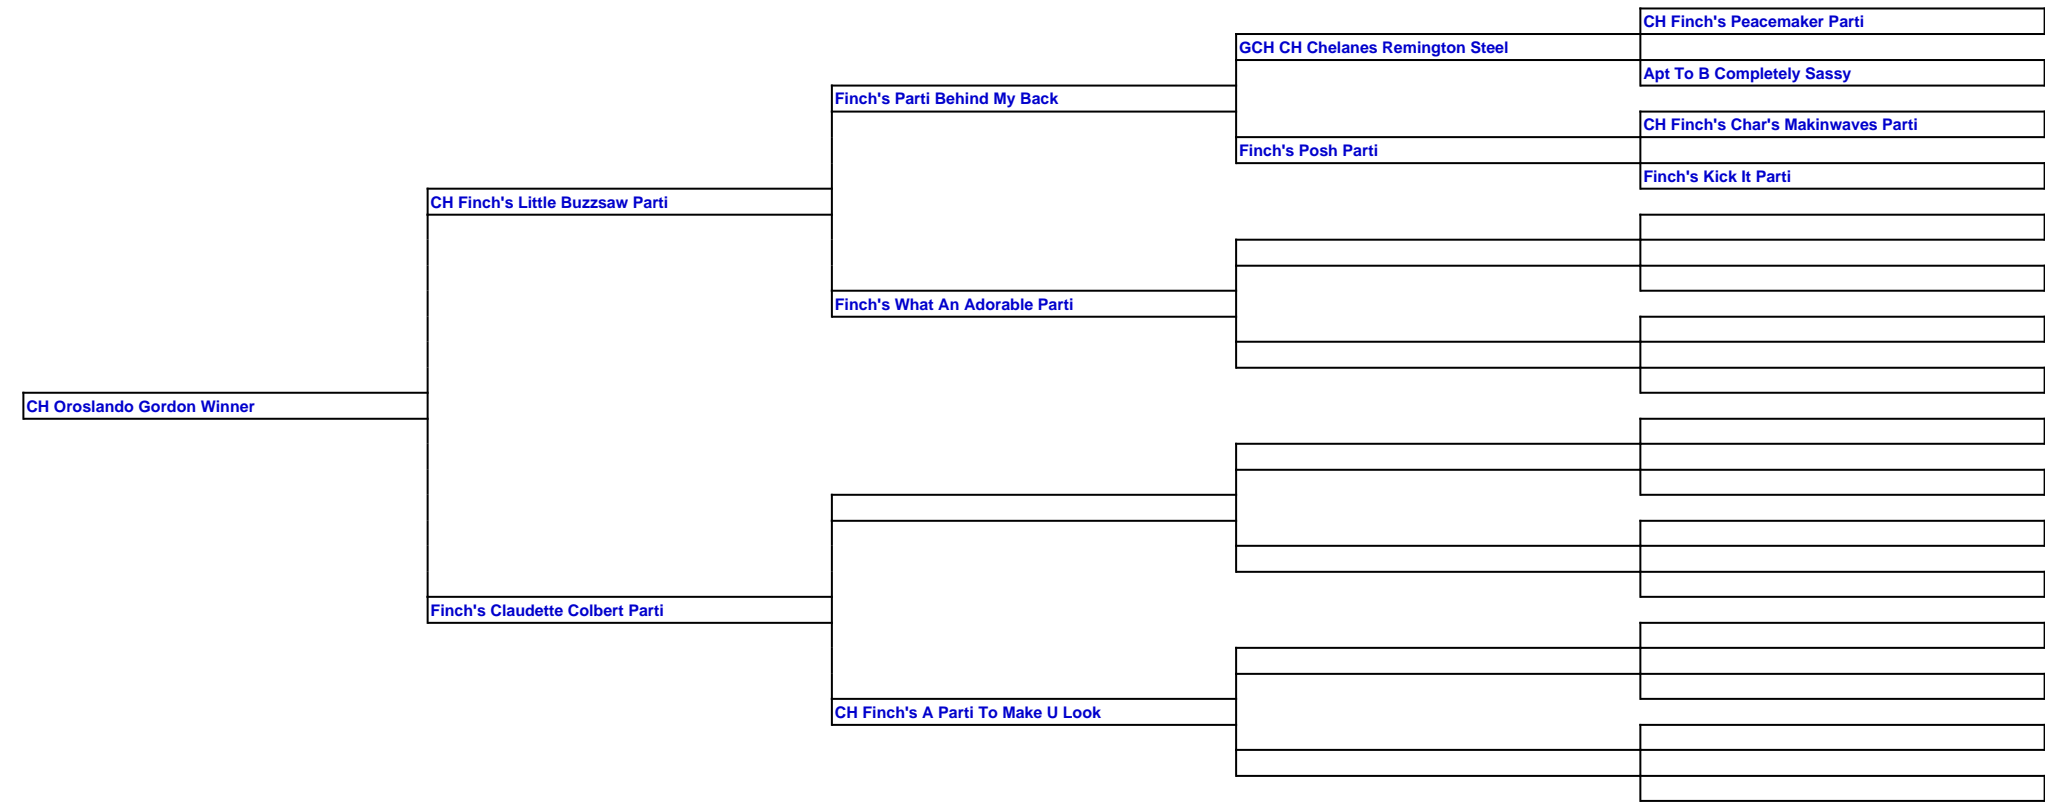 CH Finch's Peacemaker Parti
GCH CH Chelanes Remington Steel
Apt To B Completely Sassy
Finch's Parti Behind My Back
CH Finch's Char's Makinwaves Parti
Finch's Posh Parti
Finch's Kick It Parti
CH Finch's Little Buzzsaw Parti
Finch's What An Adorable Parti
CH Oroslando Gordon Winner
Finch's Claudette Colbert Parti
CH Finch's A Parti To Make U Look